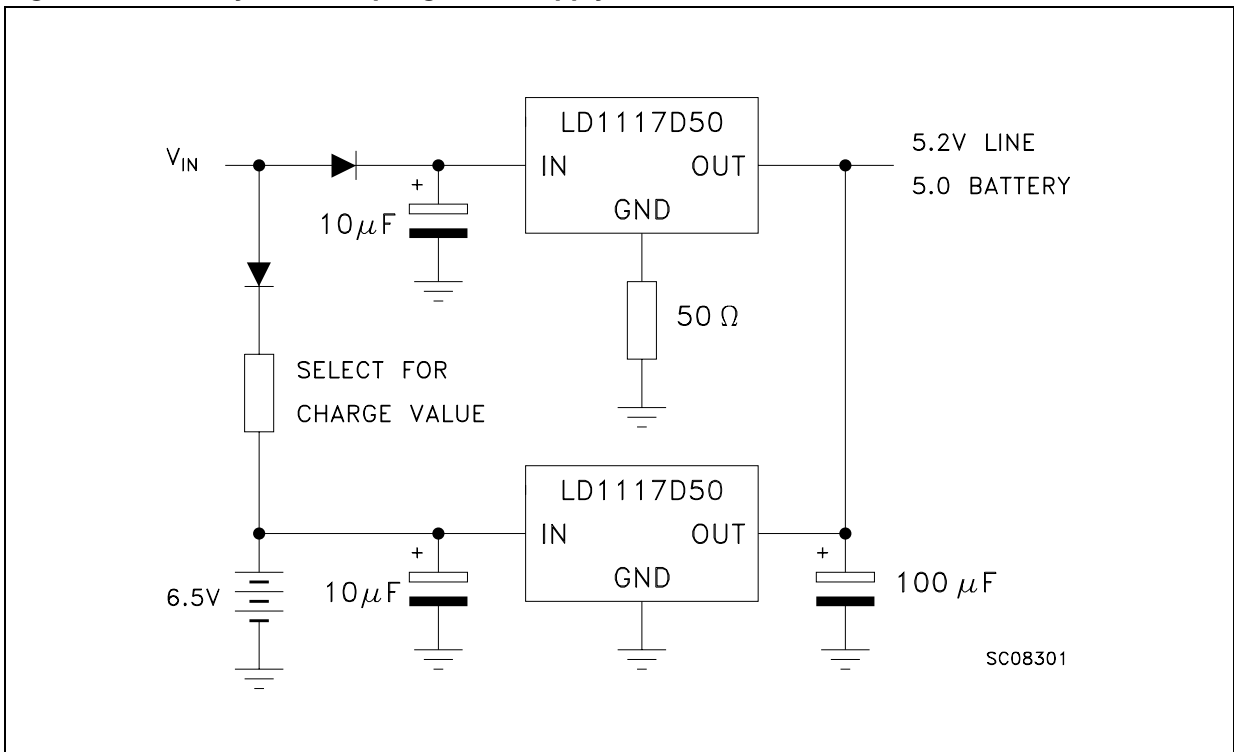 LD1117D50
V_IN
IN
OUT
GND
5.2V LINE
5.0 BATTERY
+
10μF
50 Ω
SELECT FOR
CHARGE VALUE
LD1117D50
IN
OUT
GND
6.5V
+
10μF
+
100 μF
SC08301